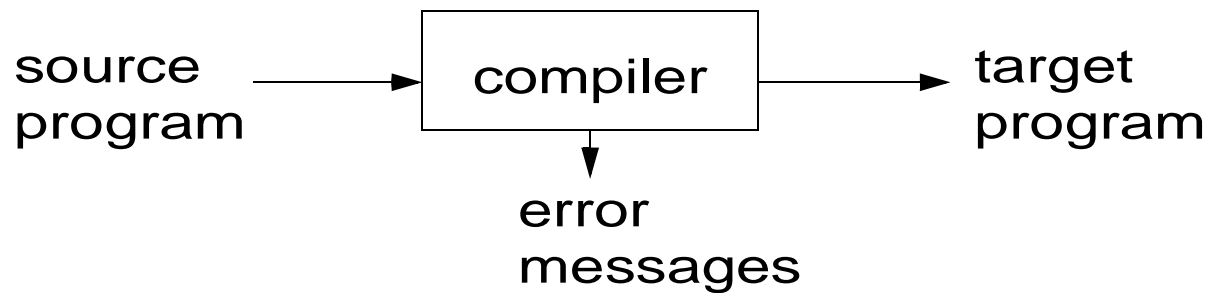 source
program
compiler
target
program
error
messages